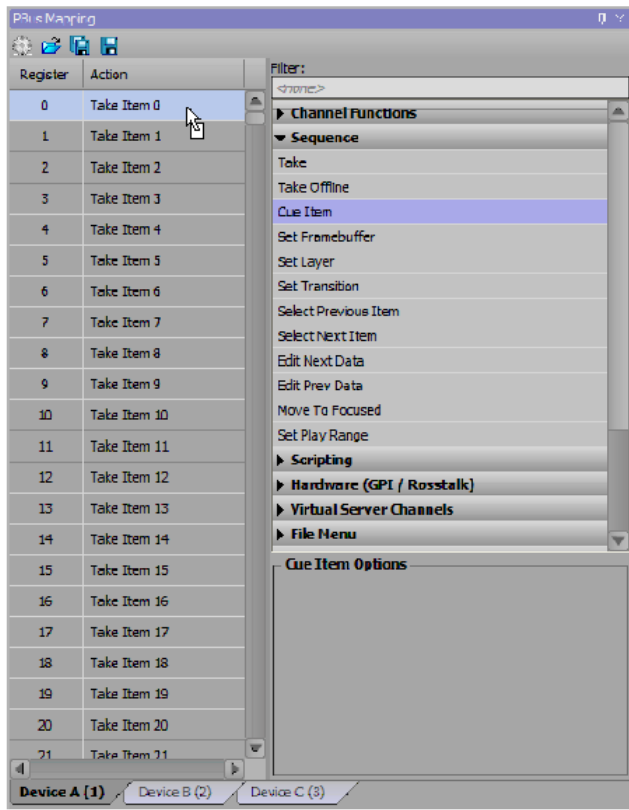 PBus Mapping
Register Action
0 Take Item 0
1 Take Item 1
2 Take Item 2
3 Take Item 3
4 Take Item 4
5 Take Item 5
6 Take Item 6
7 Take Item 7
8 Take Item 8
9 Take Item 9
10 Take Item 10
11 Take Item 11
12 Take Item 12
13 Take Item 13
14 Take Item 14
15 Take Item 15
16 Take Item 16
17 Take Item 17
18 Take Item 18
19 Take Item 19
20 Take Item 20
21 Take Item 21
Filter:
<none>
Channel Functions
Sequence
Take
Take Offline
Cue Item
Set Framebuffer
Set Layer
Set Transition
Select Previous Item
Select Next Item
Edit Next Data
Edit Prev Data
Move To Focused
Set Play Range
Scripting
Hardware (GPI / Rosstalk)
Virtual Server Channels
File Menu
Cue Item Options
Device A (1) Device B (2) Device C (3)